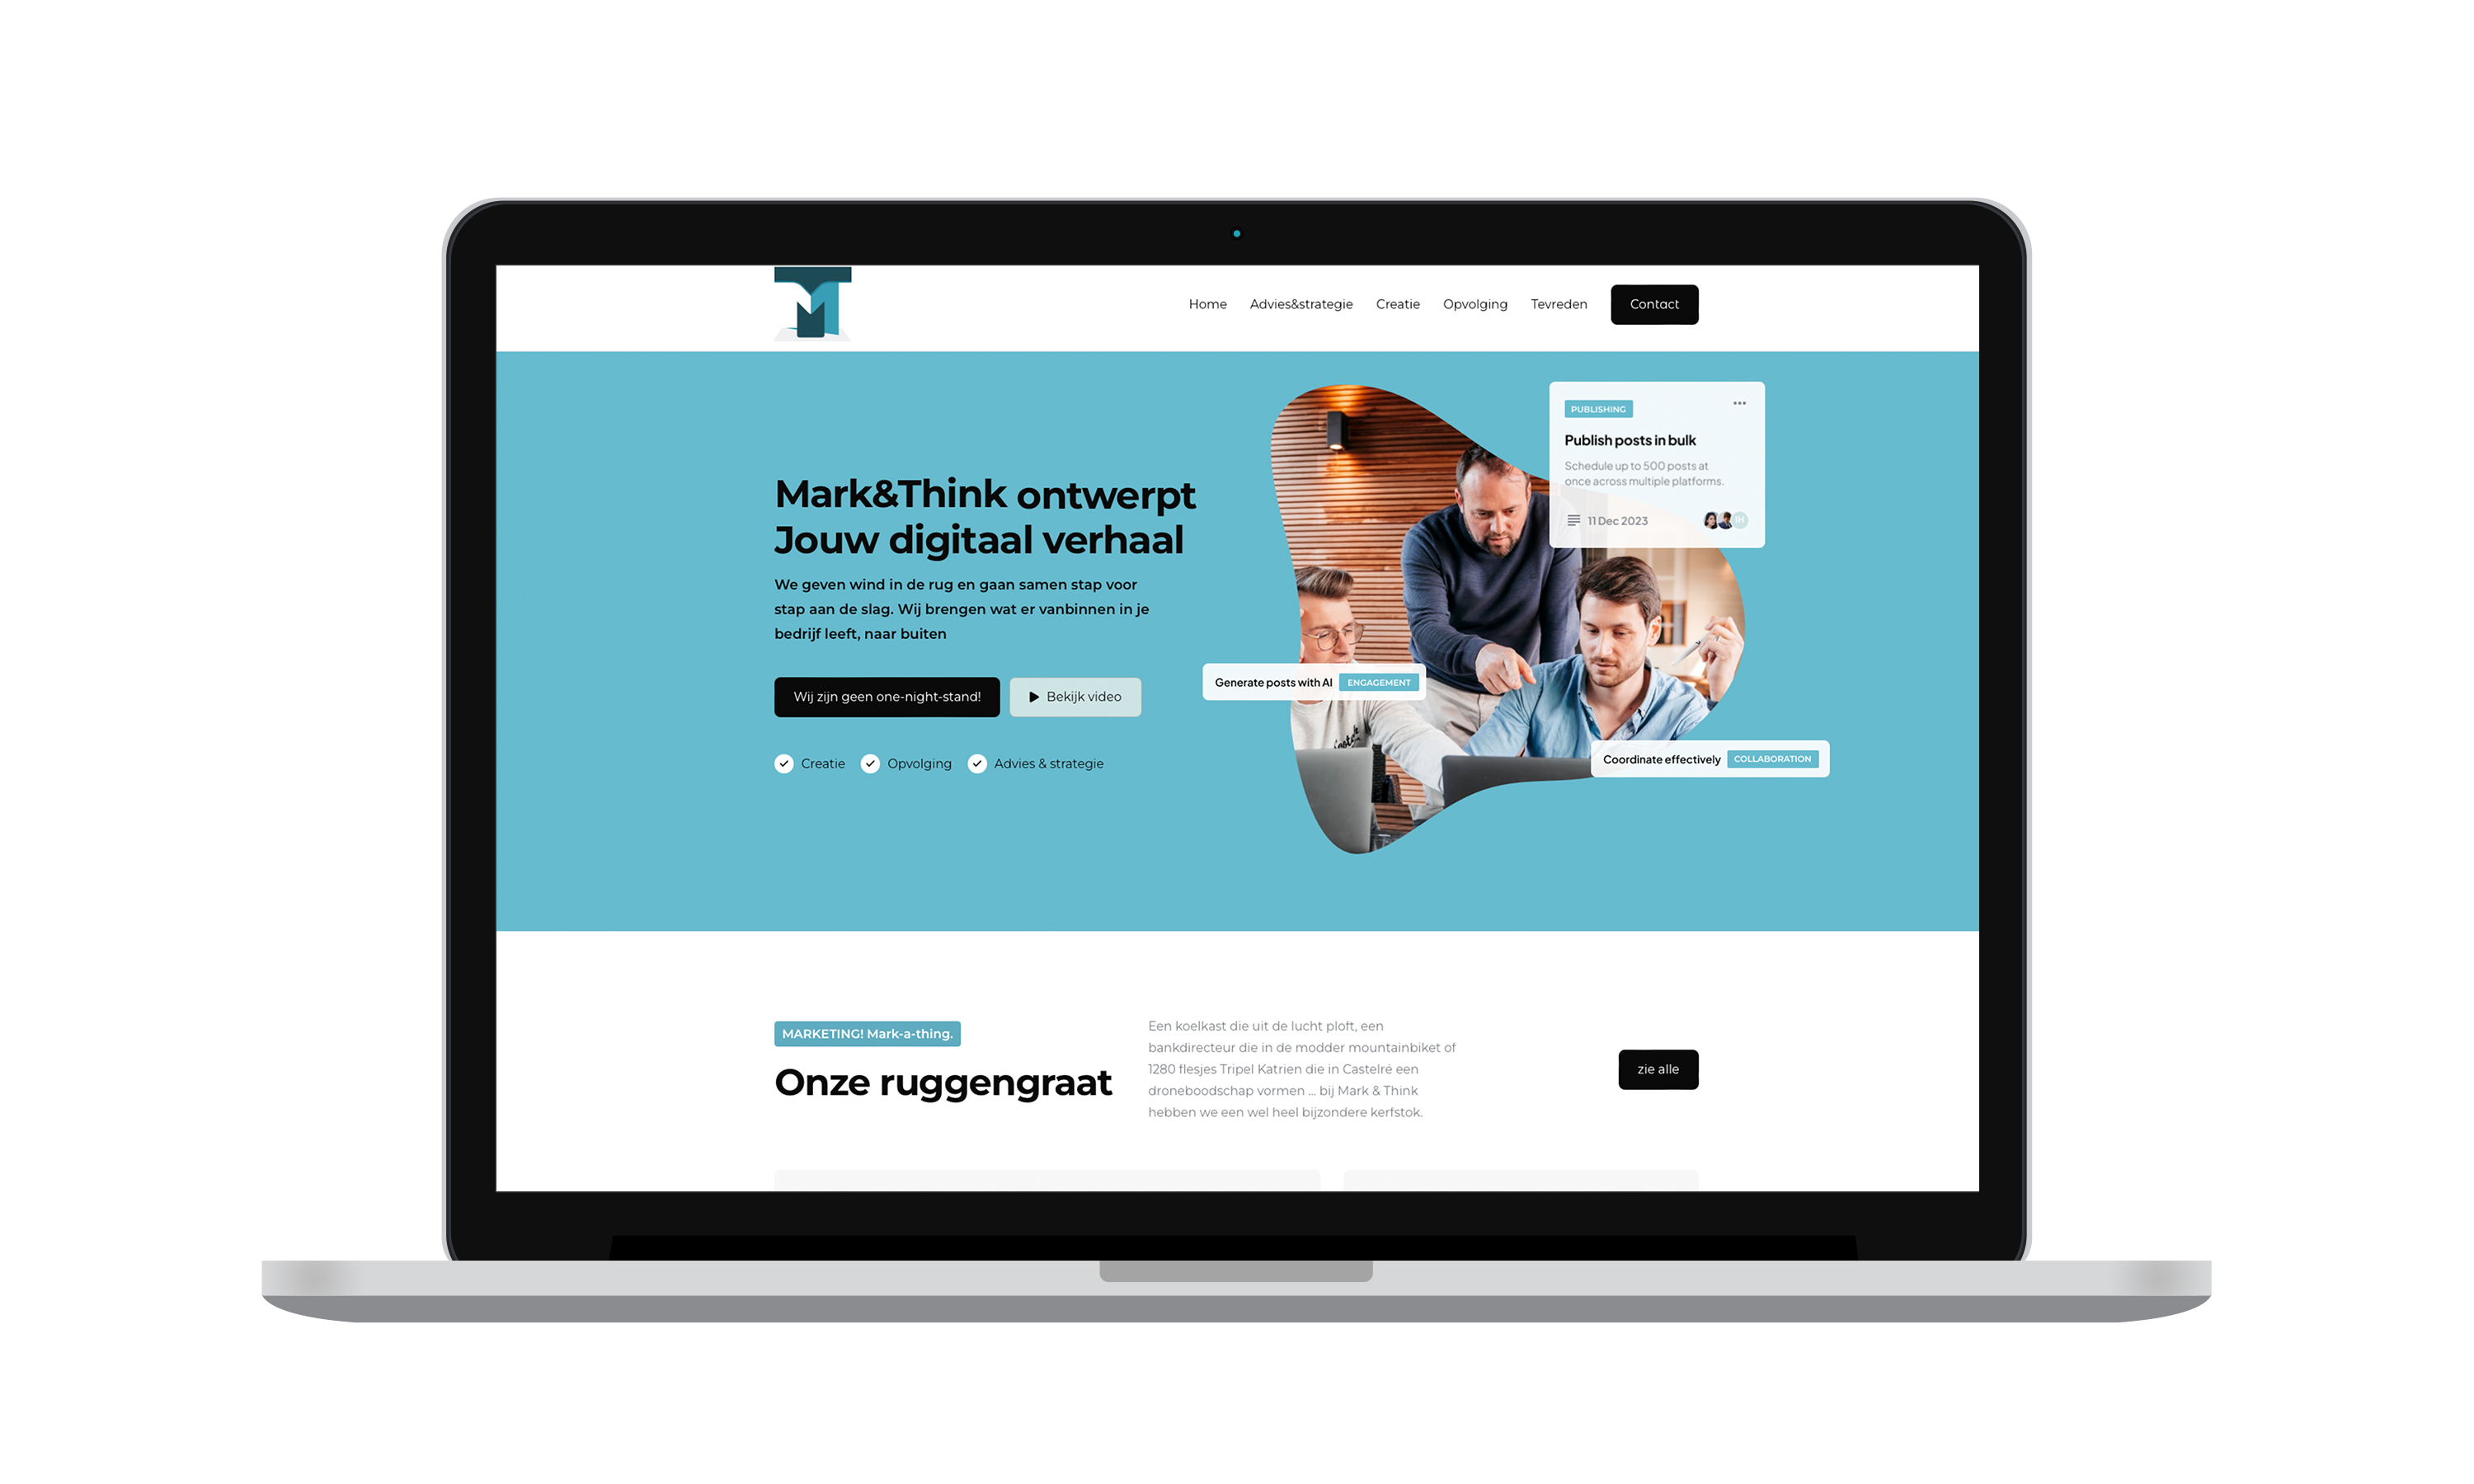 Home Advies&strategie Creatie Opvolging Tevreden Contact
Mark&Think ontwerpt
Jouw digitaal verhaal
We geven wind in de rug en gaan samen stap voor
stap aan de slag. Wij brengen wat er vanbinnen in je
bedrijf leeft, naar buiten
Wij zijn geen one-night-stand! Bekijk video
Creatie Opvolging Advies & strategie
PUBLISHING
Publish posts in bulk
Schedule up to 500 posts at
once across multiple platforms.
11 Dec 2023
Generate posts with AI ENGAGEMENT
Coordinate effectively COLLABORATION
MARKETING! Mark-a-thing.
Onze ruggengraat
Een koelkast die uit de lucht ploft, een
bankdirecteur die in de modder mountainbiket of
1280 flesjes Tripel Katrien die in Castelré een
droneboodschap vormen ... bij Mark & Think
hebben we een wel heel bijzondere kerfstok.
zie alle